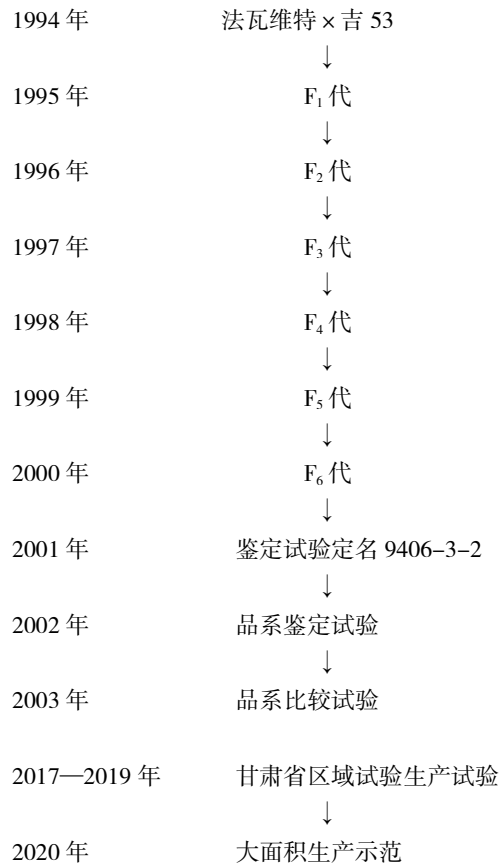 1994 年 法瓦维特 × 吉 53
↓
1995 年 F₁ 代
↓
1996 年 F₂ 代
↓
1997 年 F₃ 代
↓
1998 年 F₄ 代
↓
1999 年 F₅ 代
↓
2000 年 F₆ 代
↓
2001 年 鉴定试验定名 9406-3-2
↓
2002 年 品系鉴定试验
↓
2003 年 品系比较试验
2017—2019 年 甘肃省区域试验生产试验
↓
2020 年 大面积生产示范